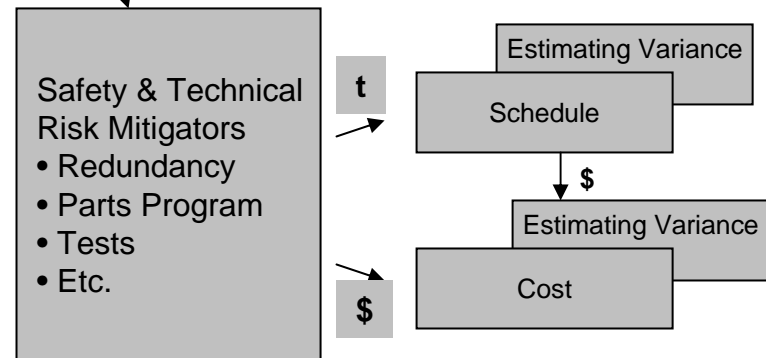 Safety & Technical
Risk Mitigators
• Redundancy
• Parts Program
• Tests
• Etc.
t
$
Estimating Variance
Schedule
$
Estimating Variance
Cost